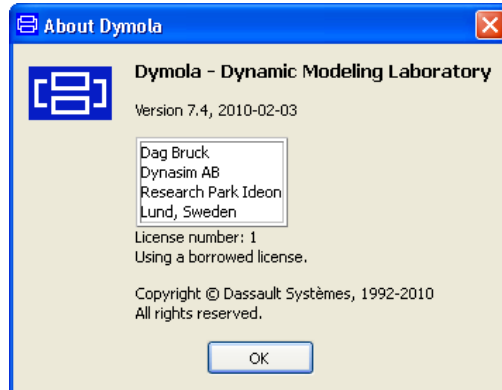 About Dymola
Dymola - Dynamic Modeling Laboratory
Version 7.4, 2010-02-03
Dag Bruck
Dynasim AB
Research Park Ideon
Lund, Sweden
License number: 1
Using a borrowed license.
Copyright © Dassault Systèmes, 1992-2010
All rights reserved.
OK